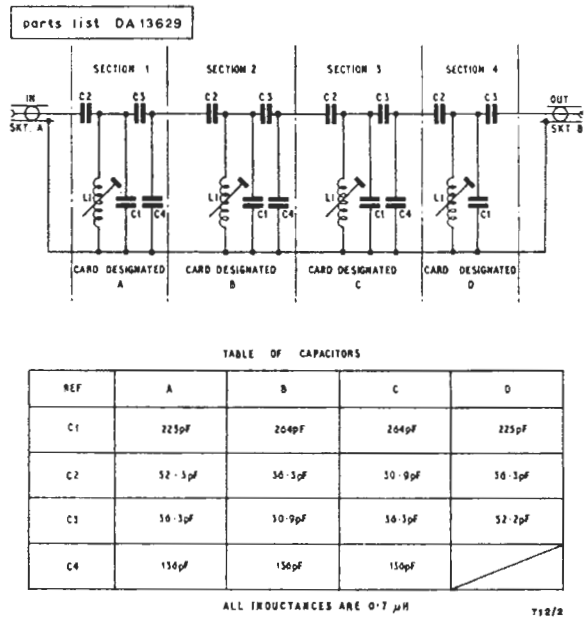 parts list DA 13629
SECTION 1 SECTION 2 SECTION 3 SECTION 4
C2 C3 C2 C3 C2 C3 C2 C3
IN OUT
SKT. A SKT B
L1 C1 C4 L1 C1 C4 L1 C1 C4 L1 C1
CARD DESIGNATED CARD DESIGNATED CARD DESIGNATED CARD DESIGNATED
A B C D
TABLE OF CAPACITORS
REF A B C D
C1 225pF 264pF 264pF 225pF
C2 52·3pF 36·3pF 30·9pF 36·3pF
C3 36·3pF 30·9pF 36·3pF 52·2pF
C4 136pF 136pF 136pF
ALL INDUCTANCES ARE 0·7 μH
712/2